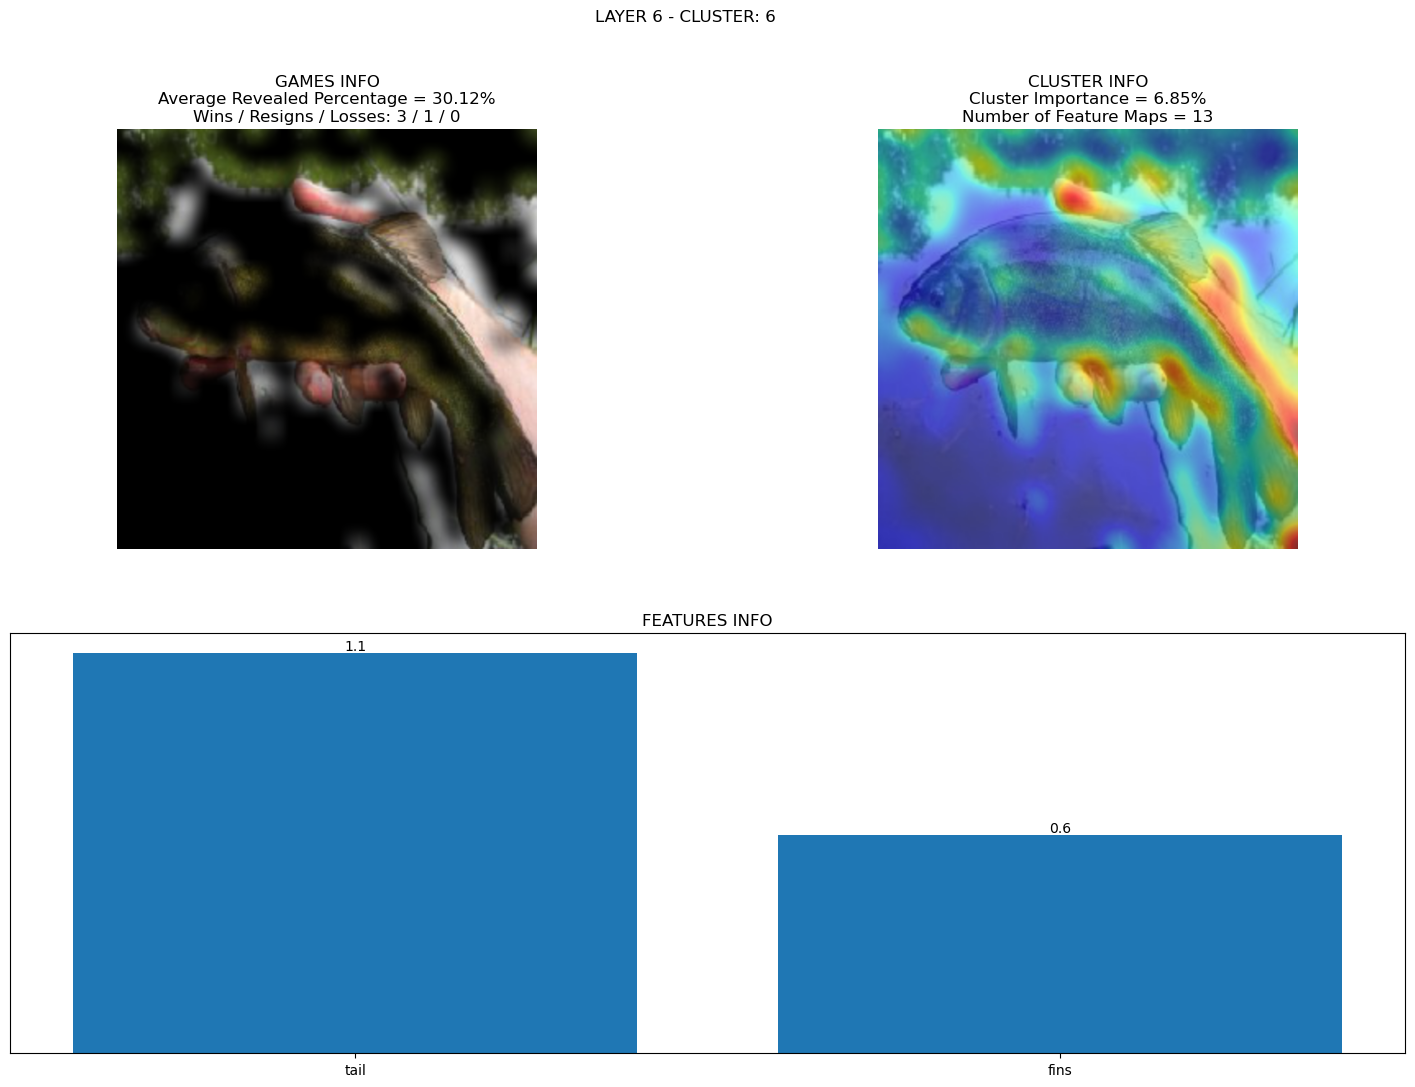 LAYER 6 - CLUSTER: 6
GAMES INFO
Average Revealed Percentage = 30.12%
Wins / Resigns / Losses: 3 / 1 / 0
CLUSTER INFO
Cluster Importance = 6.85%
Number of Feature Maps = 13
FEATURES INFO
1.1
0.6
tail
fins